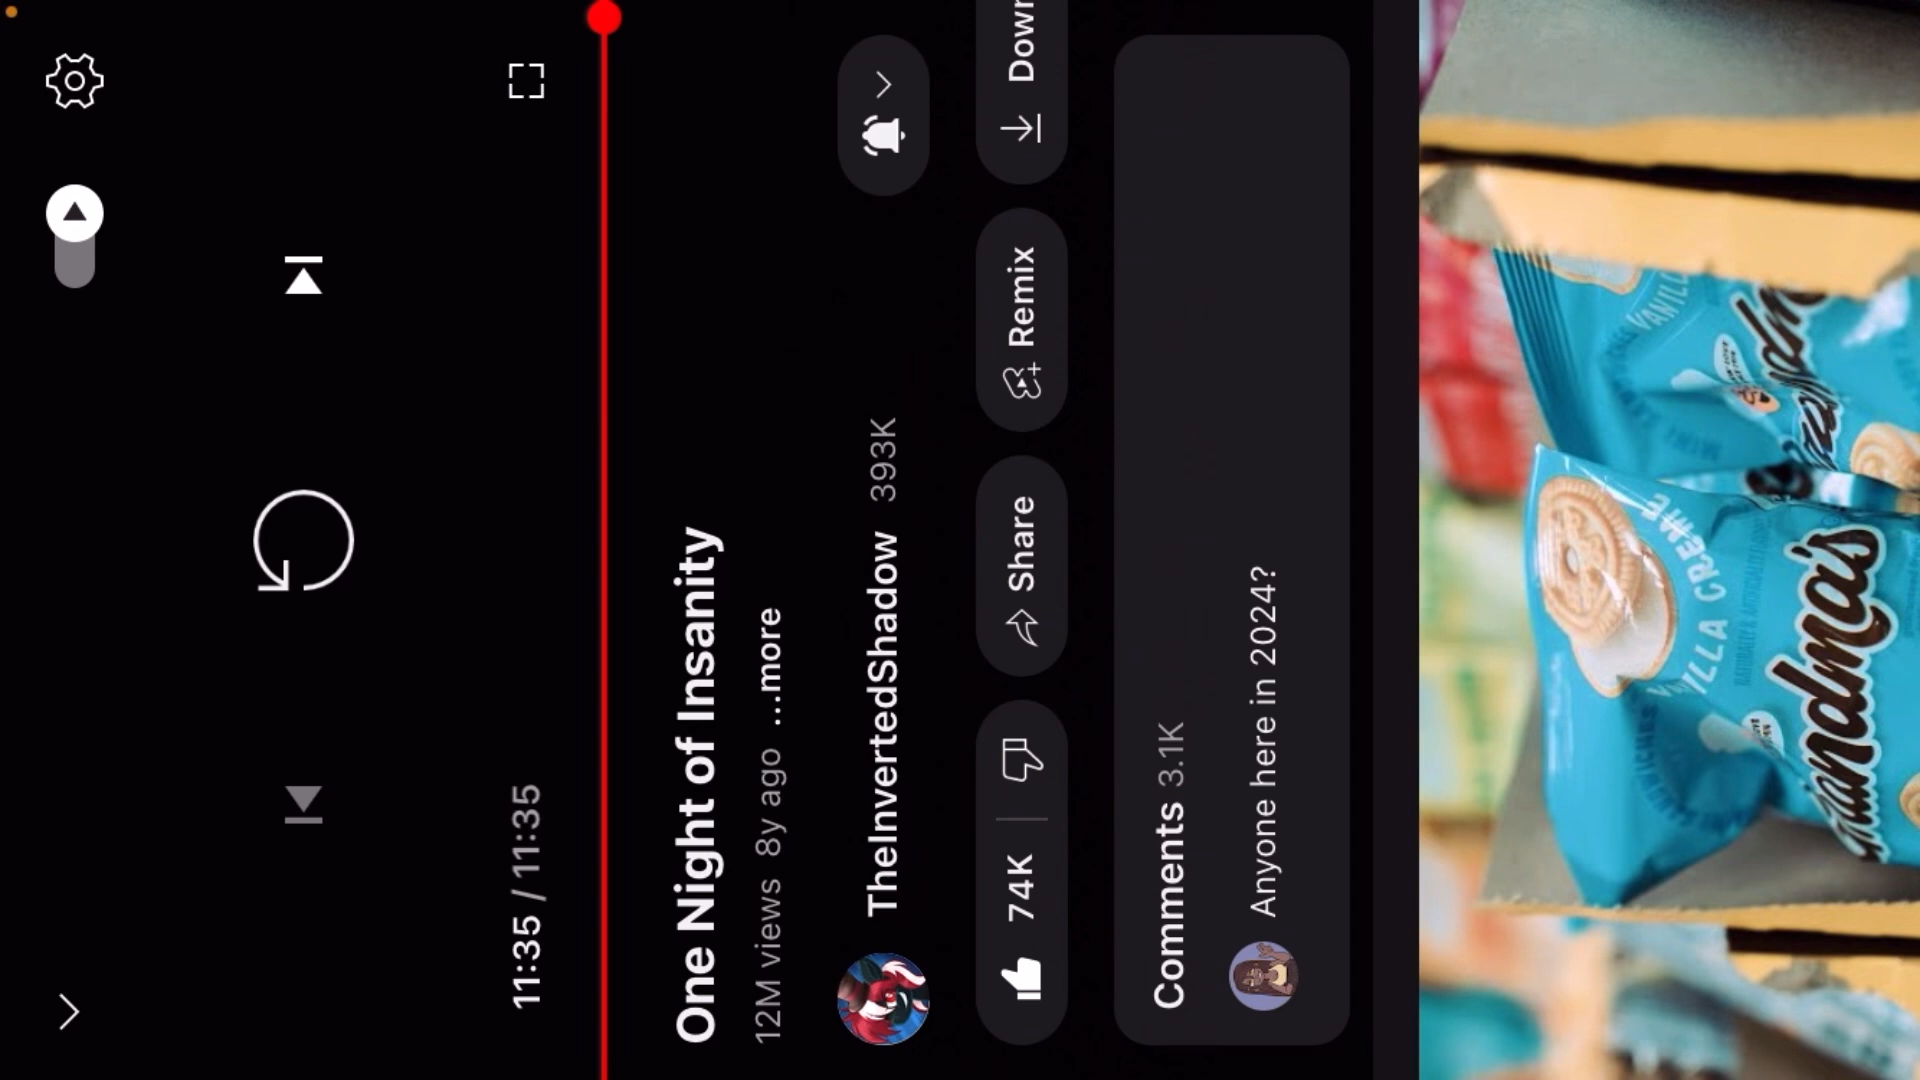 11:35 / 11:35
One Night of Insanity
12M views 8y ago ...more
TheInvertedShadow 393K
74K
Share
Remix
Down
Comments 3.1K
Anyone here in 2024?
VANILLA CREME
Grandma's